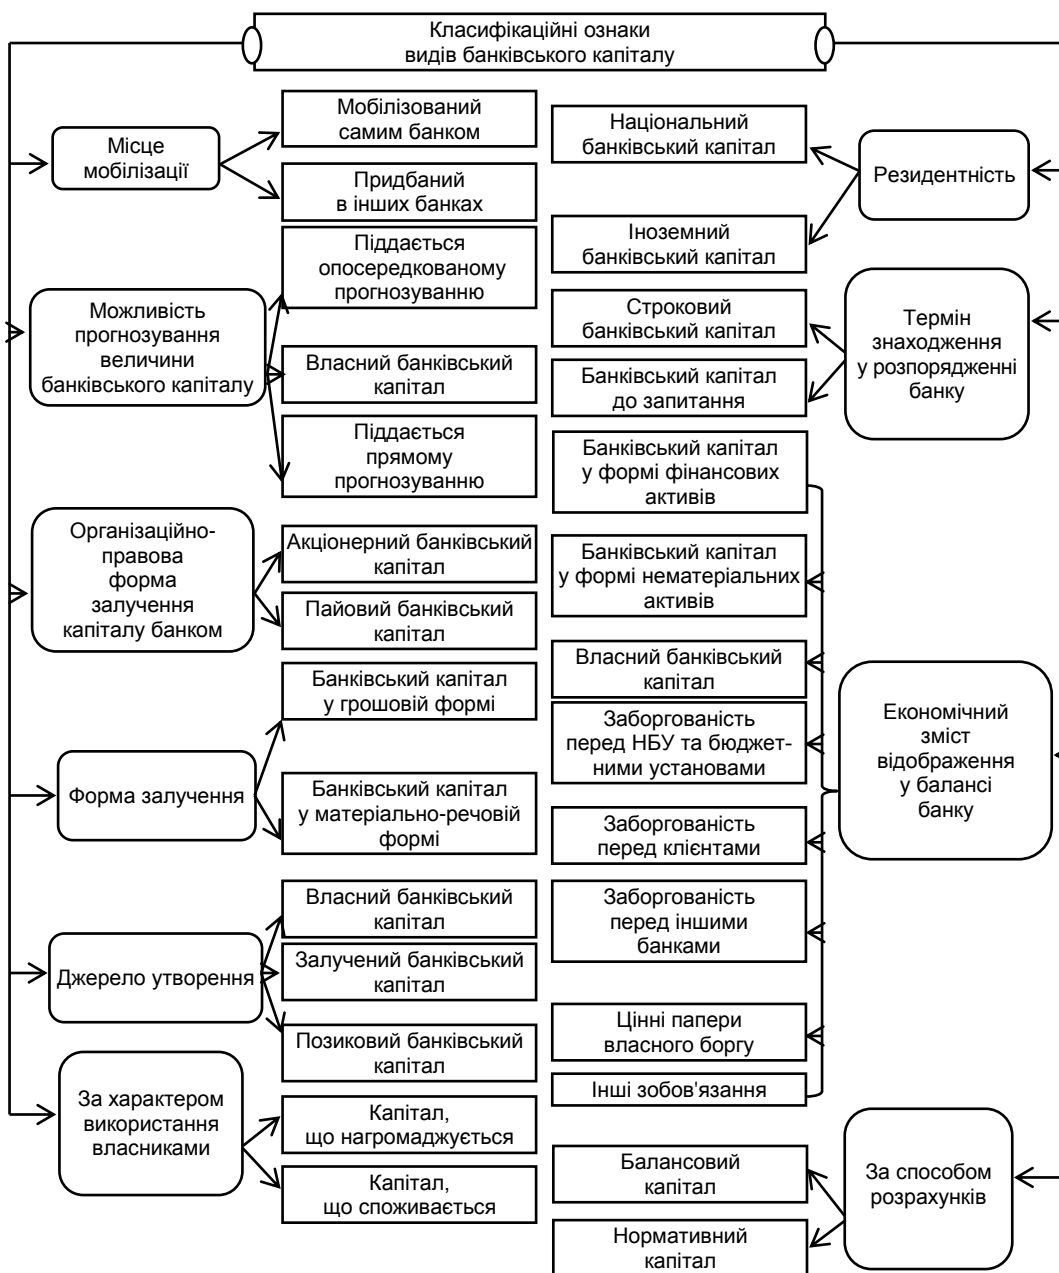 Класифікаційні ознаки
видів банківського капіталу
Місце
мобілізації
Мобілізований
самим банком
Придбаний
в інших банках
Можливість
прогнозування
величини
банківського капіталу
Піддається
опосередкованому
прогнозуванню
Власний банківський
капітал
Піддається
прямому
прогнозуванню
Організаційно-
правова
форма
залучення
капіталу банком
Акціонерний банківський
капітал
Пайовий банківський
капітал
Форма залучення
Банківський капітал
у грошовій формі
Банківський капітал
у матеріально-речовій
формі
Джерело утворення
Власний банківський
капітал
Залучений банківський
капітал
Позиковий банківський
капітал
За характером
використання
власниками
Капітал,
що нагромаджується
Капітал,
що споживається
Національний
банківський капітал
Іноземний
банківський капітал
Резидентність
Строковий
банківський капітал
Банківський капітал
до запитання
Термін
знаходження
у розпорядженні
банку
Банківський капітал
у формі фінансових
активів
Банківський капітал
у формі нематеріальних
активів
Власний банківський
капітал
Заборгованість
перед НБУ та бюджет-
ними установами
Заборгованість
перед клієнтами
Заборгованість
перед іншими
банками
Цінні папери
власного боргу
Інші зобов'язання
Економічний
зміст
відображення
у балансі
банку
Балансовий
капітал
Нормативний
капітал
За способом
розрахунків